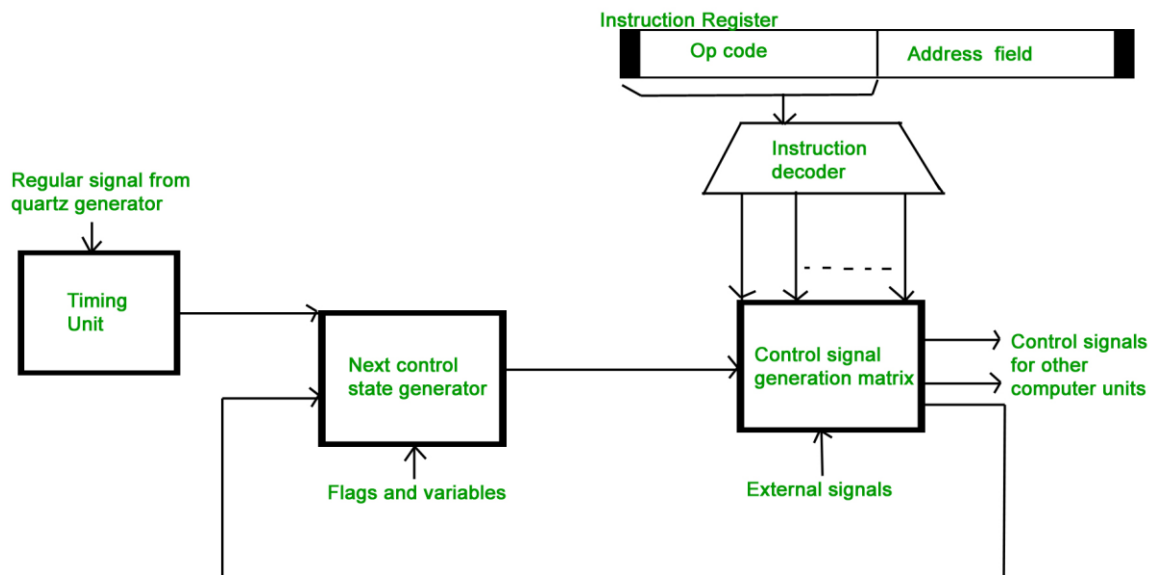 Instruction Register
Op code
Address field
Instruction
decoder
Regular signal from
quartz generator
Timing
Unit
Next control
state generator
Control signal
generation matrix
Control signals
for other
computer units
Flags and variables
External signals